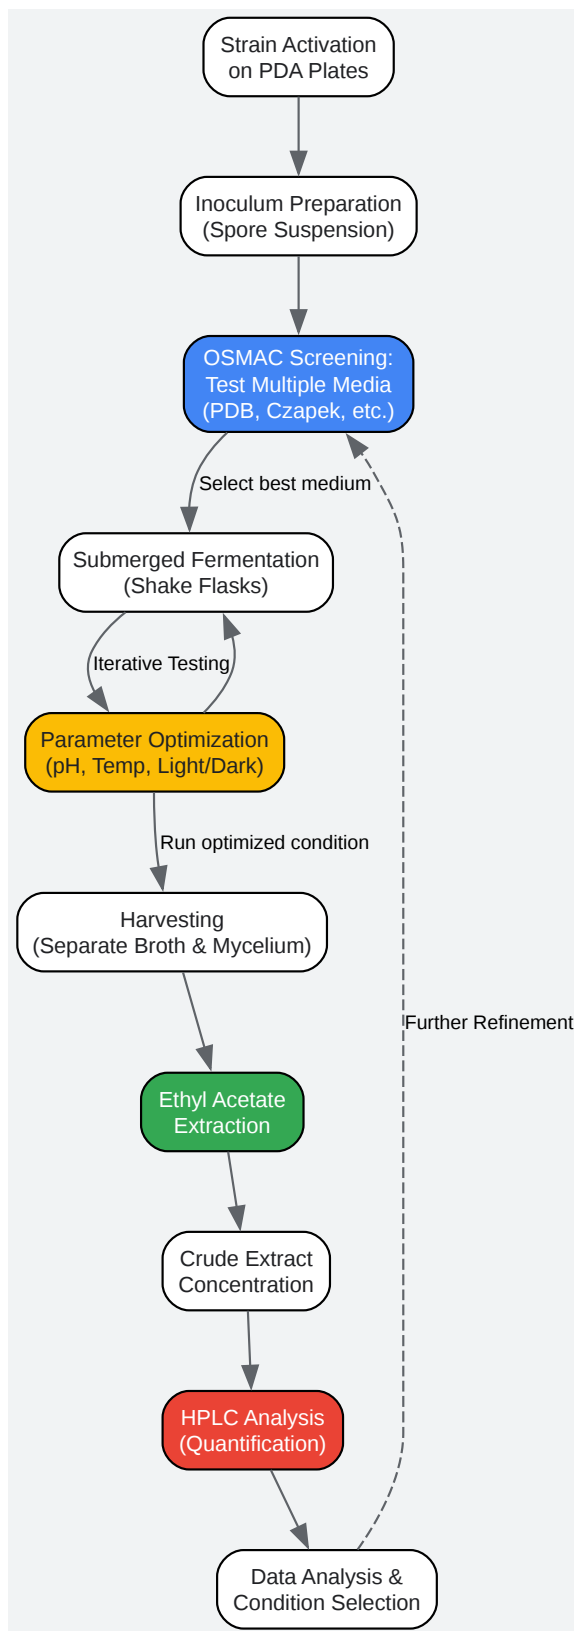 Strain Activation
on PDA Plates
Inoculum Preparation
(Spore Suspension)
OSMAC Screening:
Test Multiple Media
(PDB, Czapek, etc.)
Select best medium
Submerged Fermentation
(Shake Flasks)
Iterative Testing
Parameter Optimization
(pH, Temp, Light/Dark)
Run optimized condition
Harvesting
(Separate Broth & Mycelium)
Further Refinement
Ethyl Acetate
Extraction
Crude Extract
Concentration
HPLC Analysis
(Quantification)
Data Analysis &
Condition Selection